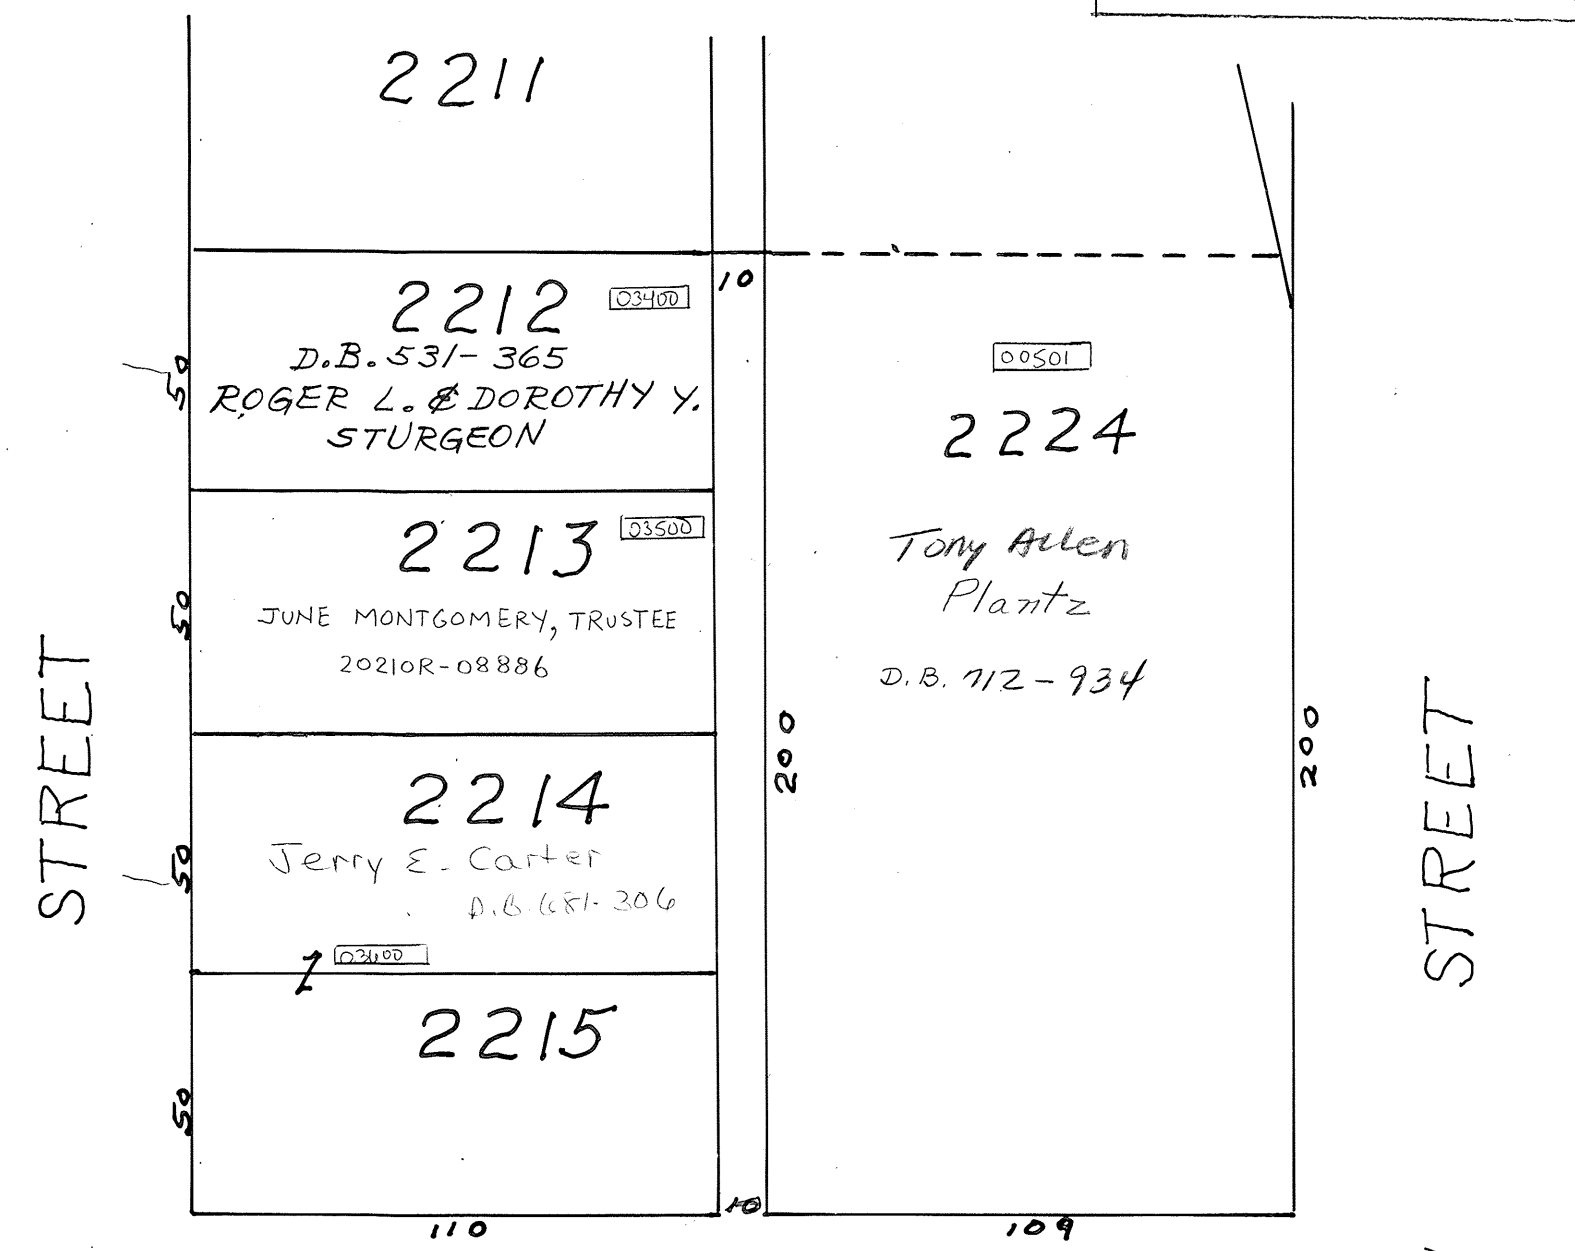 2211
10
2212
03400
D.B. 531-365
ROGER L. & DOROTHY Y.
STURGEON
50
2213
03500
JUNE MONTGOMERY, TRUSTEE
2021OR-08886
50
2214
Jerry E. Carter
D.B. 681-306
03600
50
2215
50
110
10
STREET
00501
2224
Tony Allen
Plantz
D.B. 712-934
200
200
109
STREET